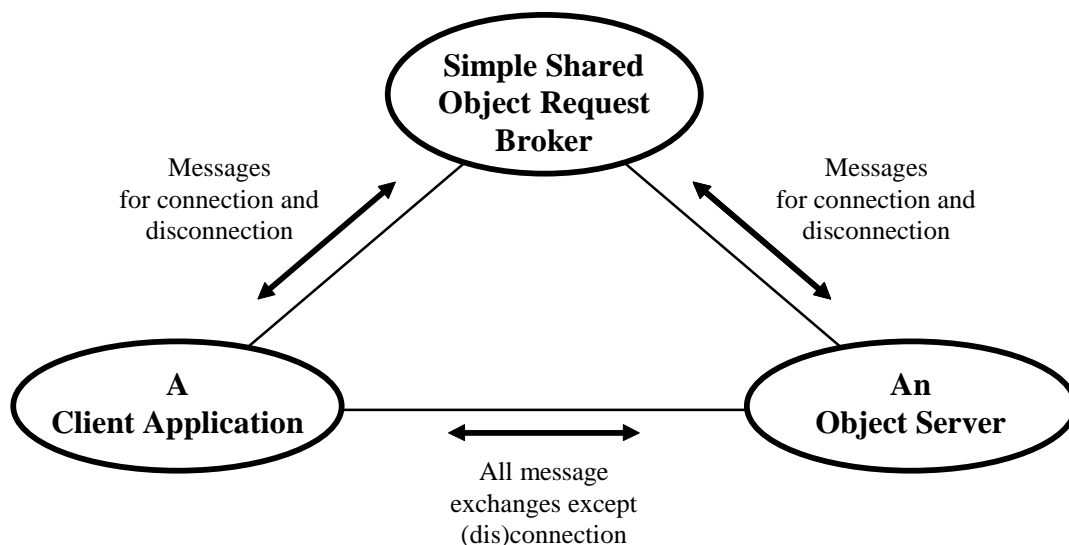 Simple Shared
Object Request
Broker
Messages
for connection and
disconnection
Messages
for connection and
disconnection
A
Client Application
An
Object Server
All message
exchanges except
(dis)connection